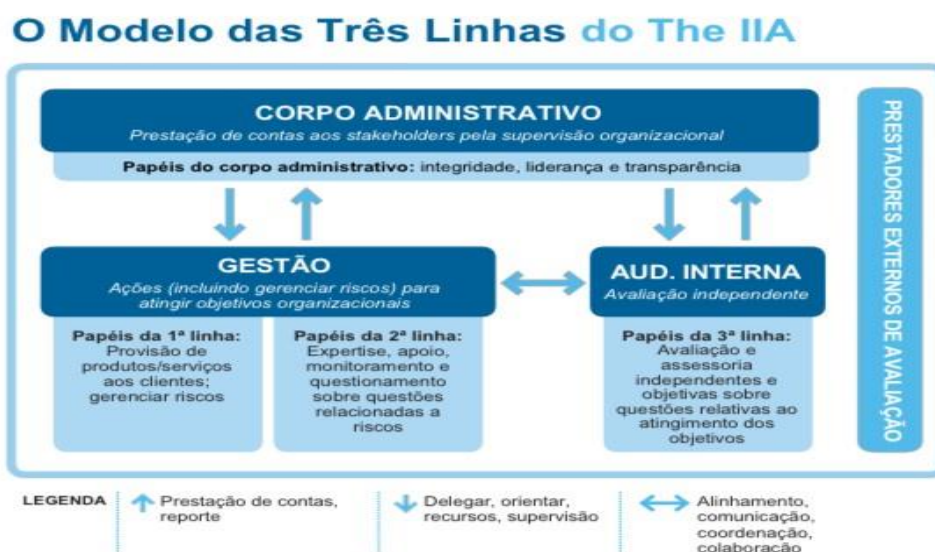 O Modelo das Três Linhas do The IIA
CORPO ADMINISTRATIVO
Prestação de contas aos stakeholders pela supervisão organizacional
Papéis do corpo administrativo: integridade, liderança e transparência
GESTÃO
Ações (incluindo gerenciar riscos) para
atingir objetivos organizacionais
Papéis da 1ª linha:
Provisão de
produtos/serviços
aos clientes;
gerenciar riscos
Papéis da 2ª linha:
Expertise, apoio,
monitoramento e
questionamento
sobre questões
relacionadas a
riscos
AUD. INTERNA
Avaliação independente
Papéis da 3ª linha:
Avaliação e
assessoria
independentes e
objetivas sobre
questões relativas ao
atingimento dos
objetivos
PRESTADORES EXTERNOS DE AVALIAÇÃO
LEGENDA
Prestação de contas,
reporte
Delegar, orientar,
recursos, supervisão
Alinhamento,
comunicação,
coordenação,
colaboração